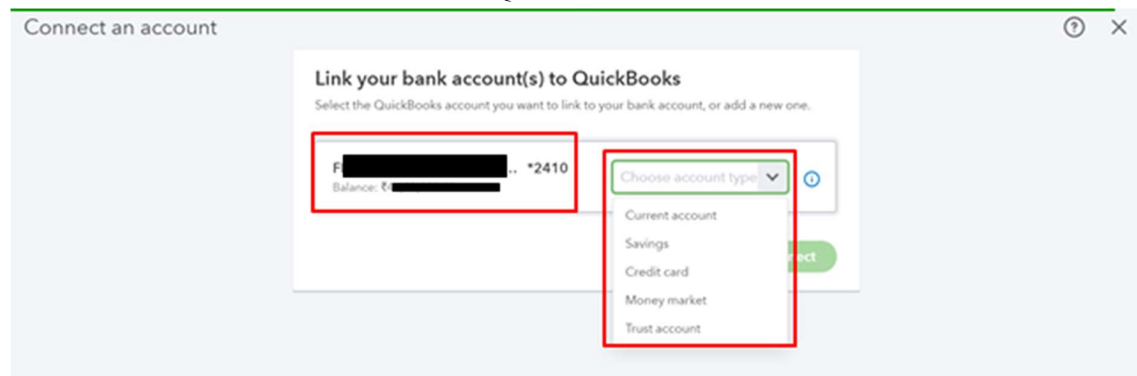 Connect an account
Link your bank account(s) to QuickBooks
Select the QuickBooks account you want to link to your bank account, or add a new one.
.. *2410
Balance: ₹
Choose account type
Current account
Savings
Credit card
Money market
Trust account